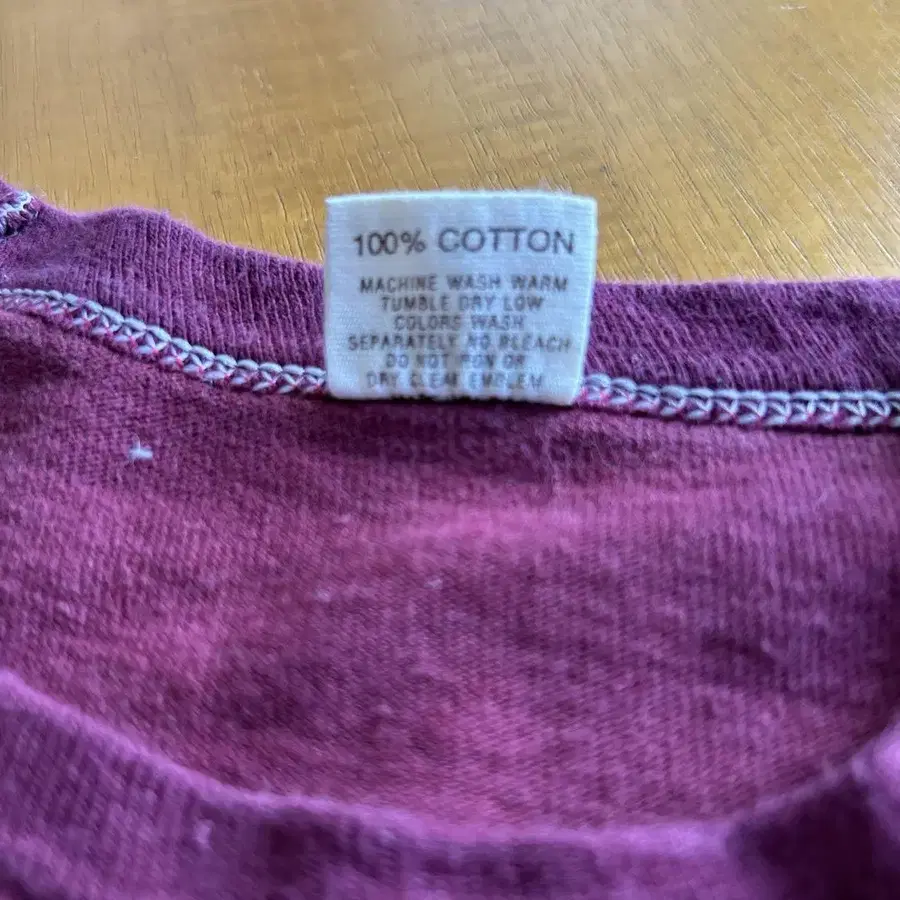 100% COTTON
MACHINE WASH WARM
TUMBLE DRY LOW
COLORS WASH
SEPARATELY NO BLEACH
DO NOT IRON OR
DRY CLEAN EMBLEM